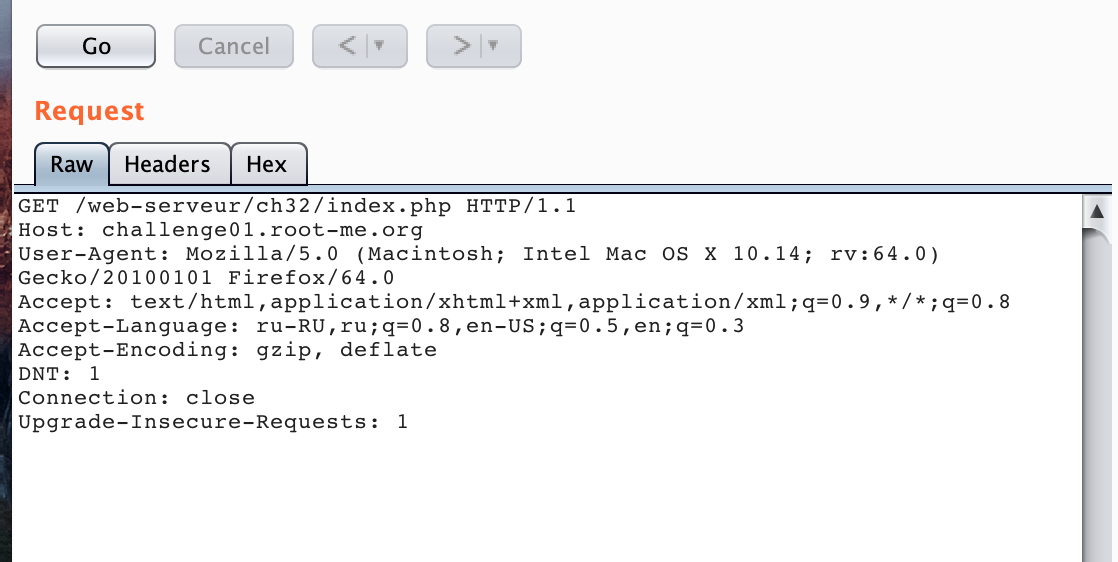 Go Cancel < >
Request
Raw Headers Hex
GET /web-serveur/ch32/index.php HTTP/1.1
Host: challenge01.root-me.org
User-Agent: Mozilla/5.0 (Macintosh; Intel Mac OS X 10.14; rv:64.0)
Gecko/20100101 Firefox/64.0
Accept: text/html,application/xhtml+xml,application/xml;q=0.9,*/*;q=0.8
Accept-Language: ru-RU,ru;q=0.8,en-US;q=0.5,en;q=0.3
Accept-Encoding: gzip, deflate
DNT: 1
Connection: close
Upgrade-Insecure-Requests: 1